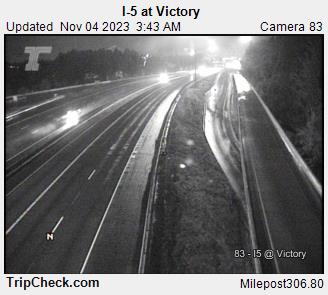 I-5 at Victory
Updated Nov 04 2023 3:43 AM Camera 83
T
N
83 - I5 @ Victory
TripCheck.com Milepost306.80